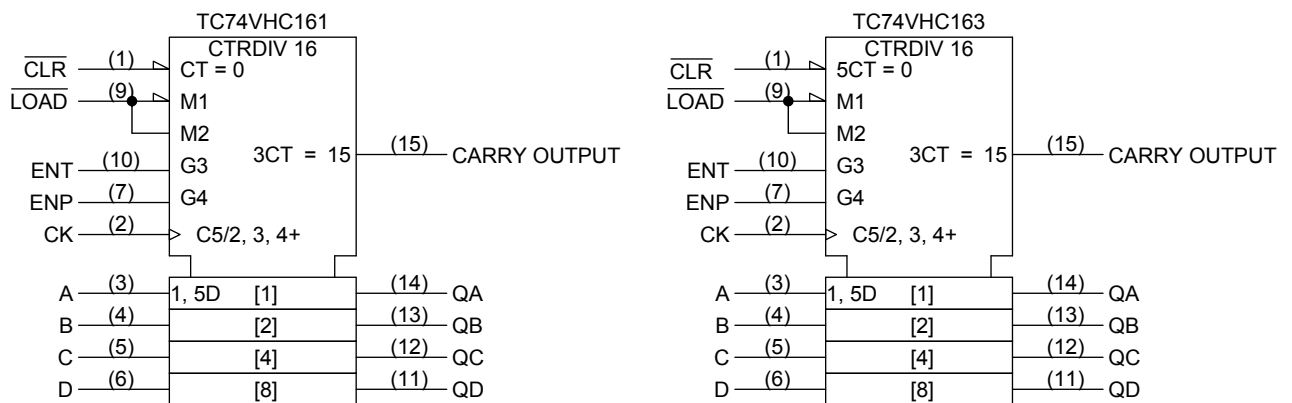 TC74VHC161
CTRDIV 16
CLR (1) CT = 0
LOAD (9) M1
M2
3CT = 15 (15) CARRY OUTPUT
ENT (10) G3
ENP (7) G4
CK (2) C5/2, 3, 4+
A (3) 1, 5D [1] (14) QA
B (4) [2] (13) QB
C (5) [4] (12) QC
D (6) [8] (11) QD
TC74VHC163
CTRDIV 16
CLR (1) 5CT = 0
LOAD (9) M1
M2
3CT = 15 (15) CARRY OUTPUT
ENT (10) G3
ENP (7) G4
CK (2) C5/2, 3, 4+
A (3) 1, 5D [1] (14) QA
B (4) [2] (13) QB
C (5) [4] (12) QC
D (6) [8] (11) QD